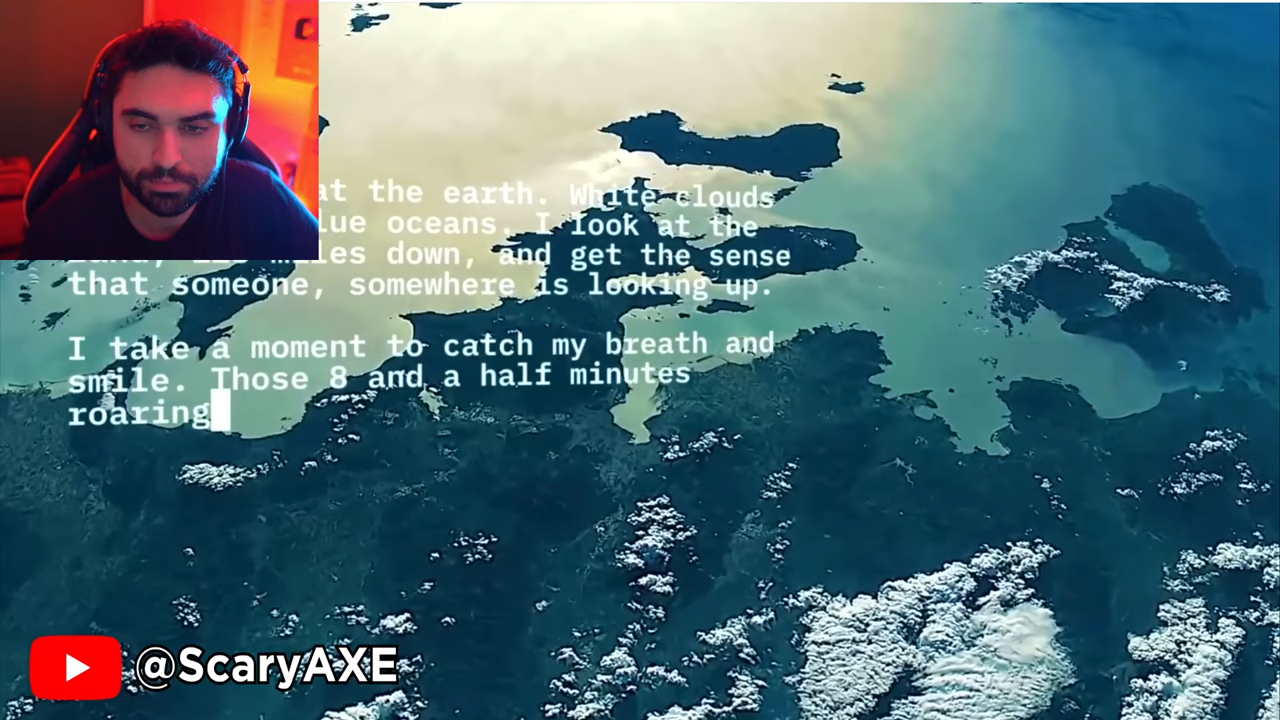 at the earth. White clouds
lue oceans. I look at the
miles down, and get the sense
that someone, somewhere is looking up.
I take a moment to catch my breath and
smile. Those 8 and a half minutes
roaring
@ScaryAXE